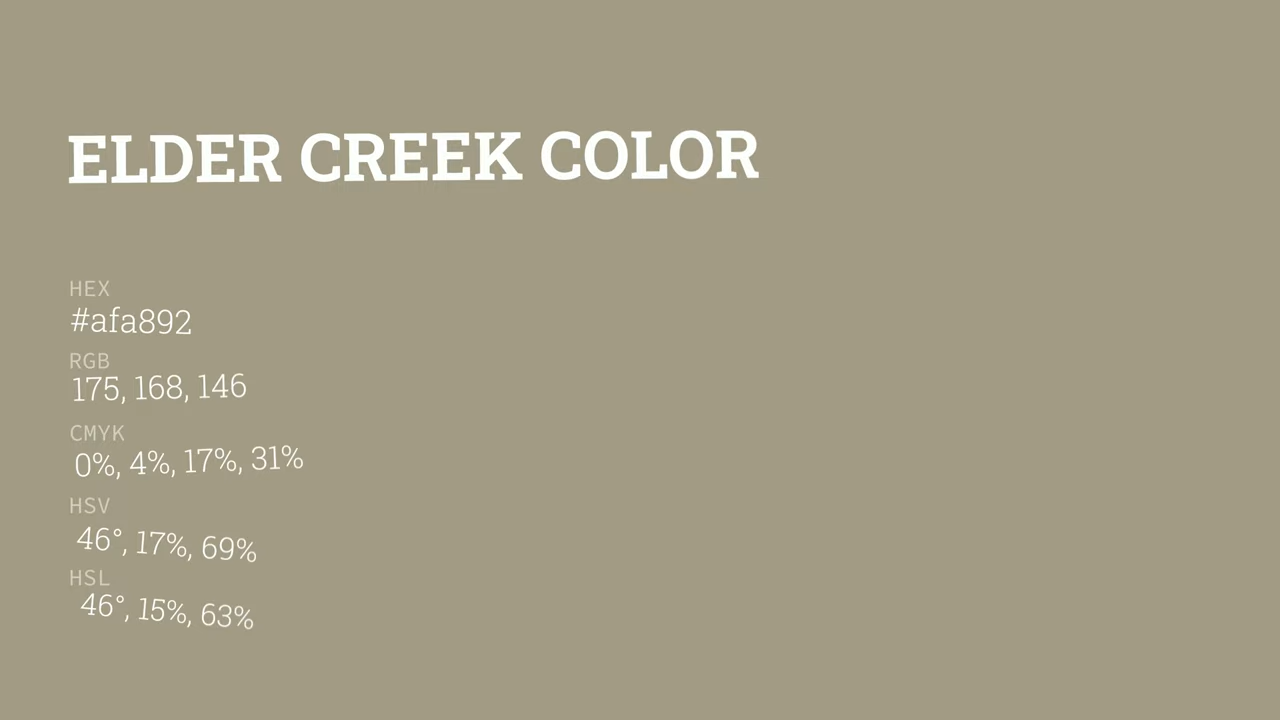 ELDER CREEK COLOR
HEX
#afa892
RGB
175, 168, 146
CMYK
0%, 4%, 17%, 31%
HSV
46°, 17%, 69%
HSL
46°, 15%, 63%